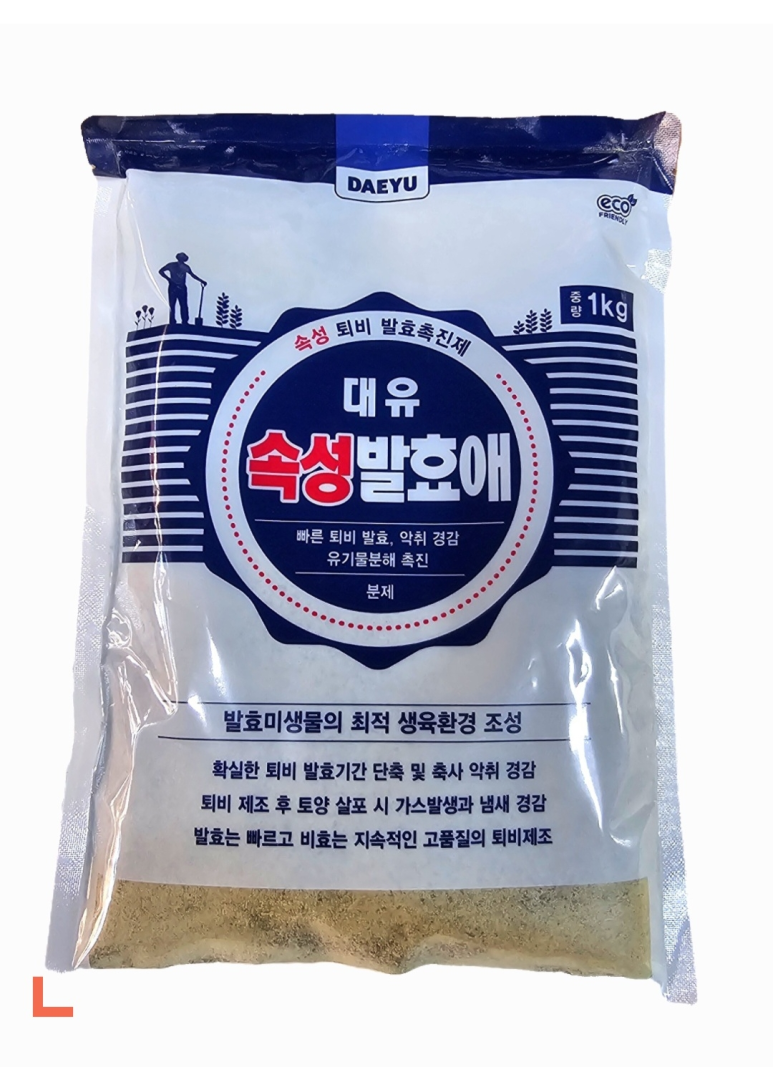 DAEYU
eco
FRIENDLY
중량 1kg
속성 퇴비 발효촉진제
대유
속성발효애
빠른 퇴비 발효, 악취 경감
유기물분해 촉진
분제
발효미생물의 최적 생육환경 조성
확실한 퇴비 발효기간 단축 및 축사 악취 경감
퇴비 제조 후 토양 살포 시 가스발생과 냄새 경감
발효는 빠르고 비효는 지속적인 고품질의 퇴비제조